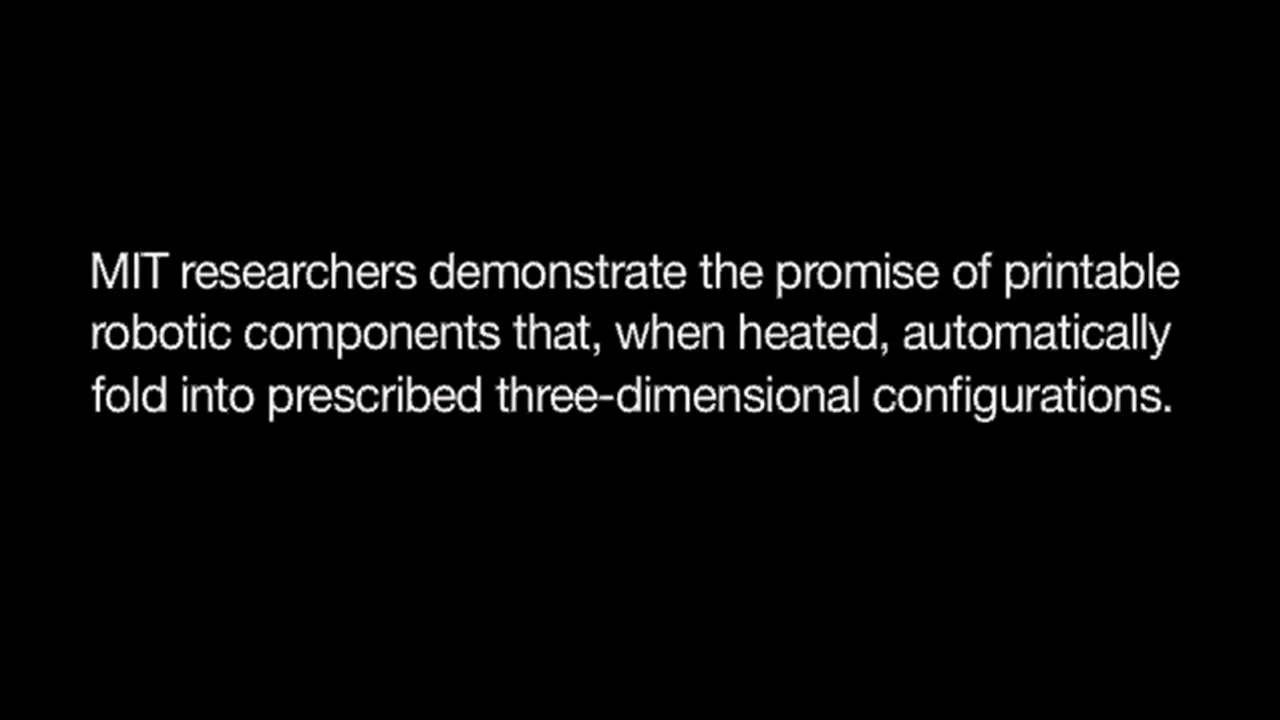 MIT researchers demonstrate the promise of printable
robotic components that, when heated, automatically
fold into prescribed three-dimensional configurations.